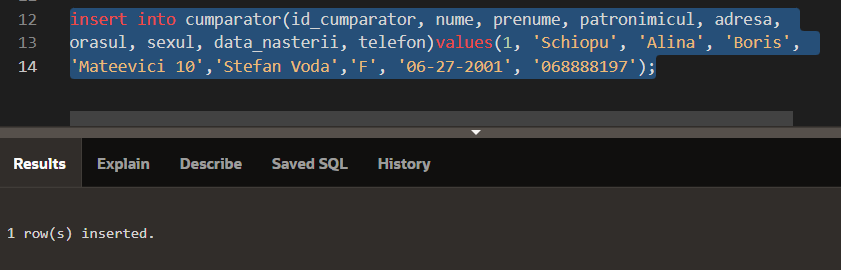 12 insert into cumparator(id_cumparator, nume, prenume, patronimicul, adresa,
13 orasul, sexul, data_nasterii, telefon)values(1, 'Schiopu', 'Alina', 'Boris',
14 'Mateevici 10','Stefan Voda','F', '06-27-2001', '068888197');
Results Explain Describe Saved SQL History
1 row(s) inserted.